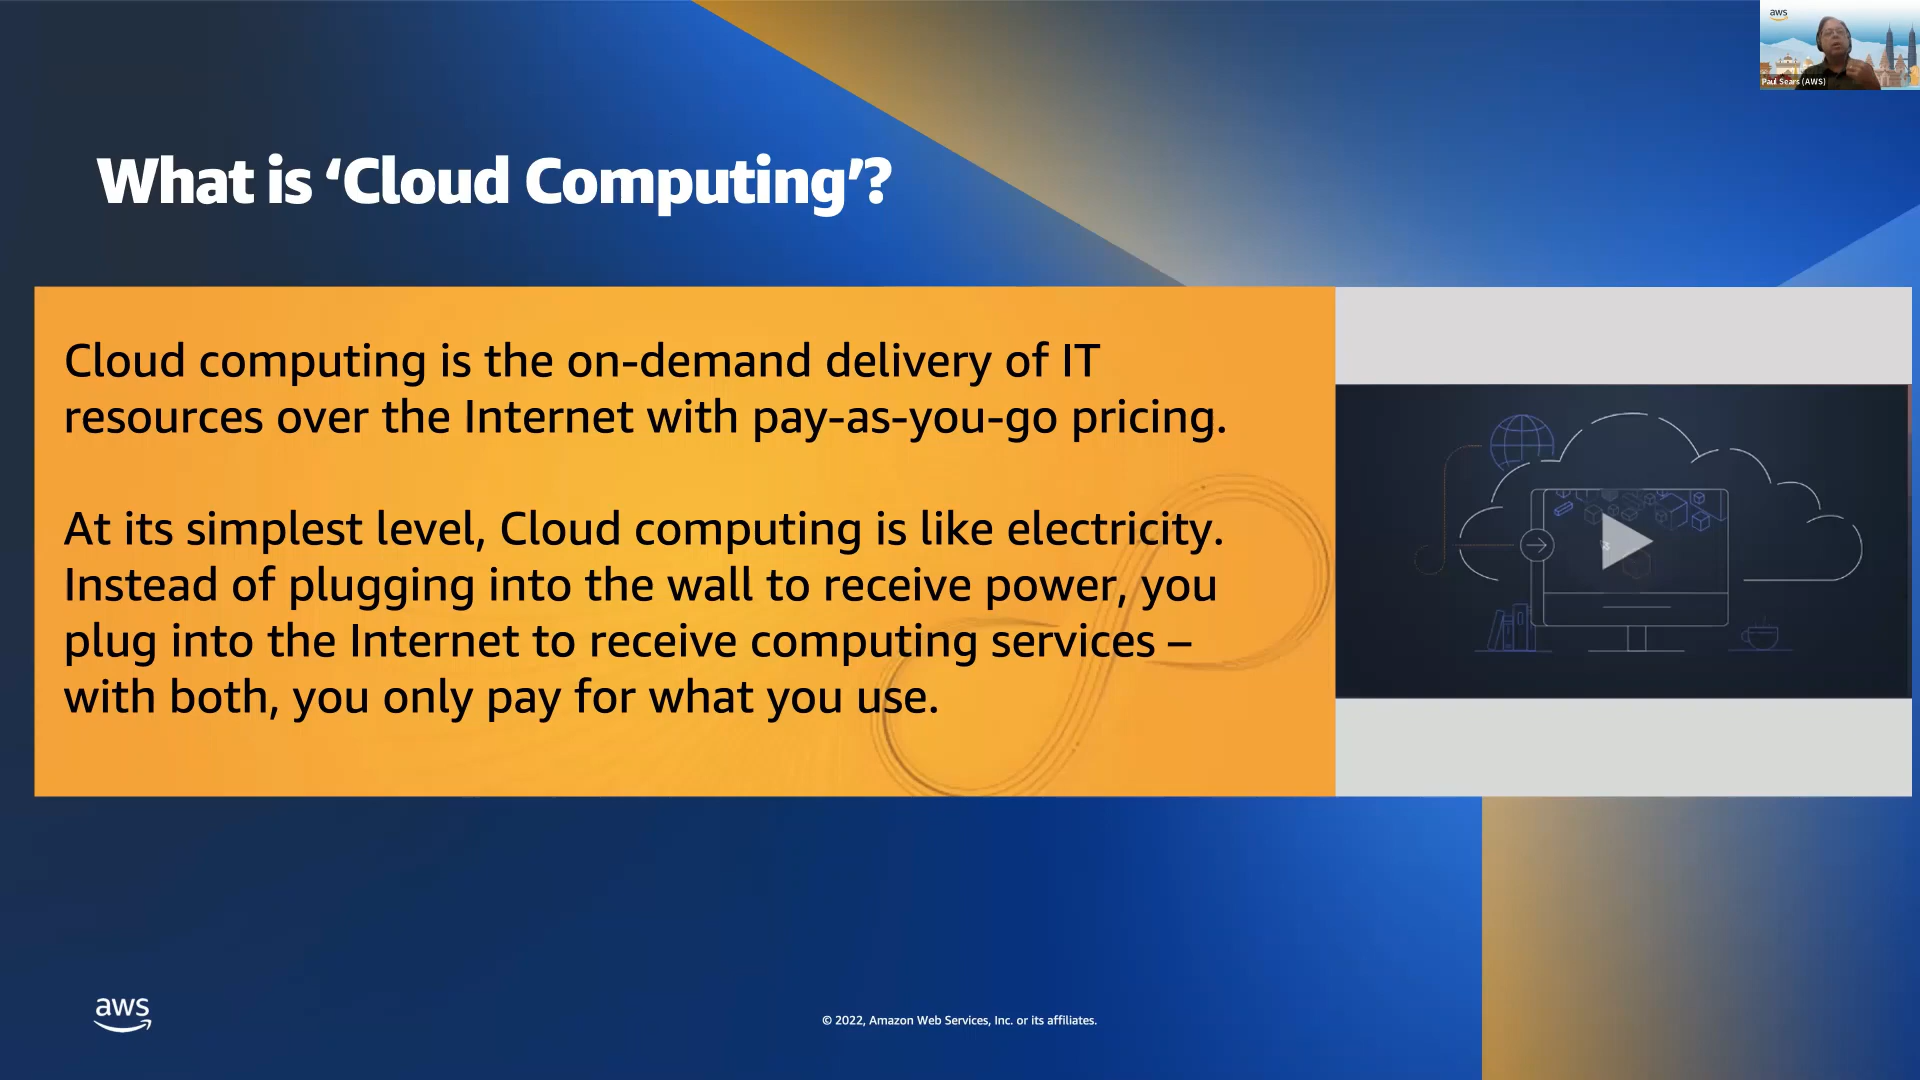 aws
Paul Sears (AWS)
What is ‘Cloud Computing’?
Cloud computing is the on-demand delivery of IT
resources over the Internet with pay-as-you-go pricing.
At its simplest level, Cloud computing is like electricity.
Instead of plugging into the wall to receive power, you
plug into the Internet to receive computing services –
with both, you only pay for what you use.
aws
© 2022, Amazon Web Services, Inc. or its affiliates.